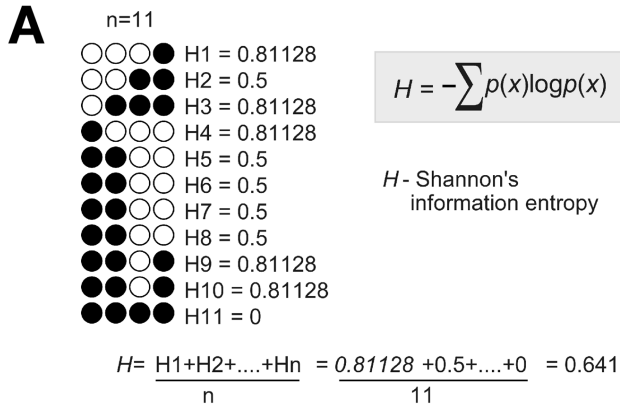 A
n=11
H1 = 0.81128
H2 = 0.5
H3 = 0.81128
H4 = 0.81128
H5 = 0.5
H6 = 0.5
H7 = 0.5
H8 = 0.5
H9 = 0.81128
H10 = 0.81128
H11 = 0
H = -∑p(x)logp(x)
H - Shannon's
information entropy
H= H1+H2+....+Hn = 0.81128 +0.5+....+0 = 0.641
n 11